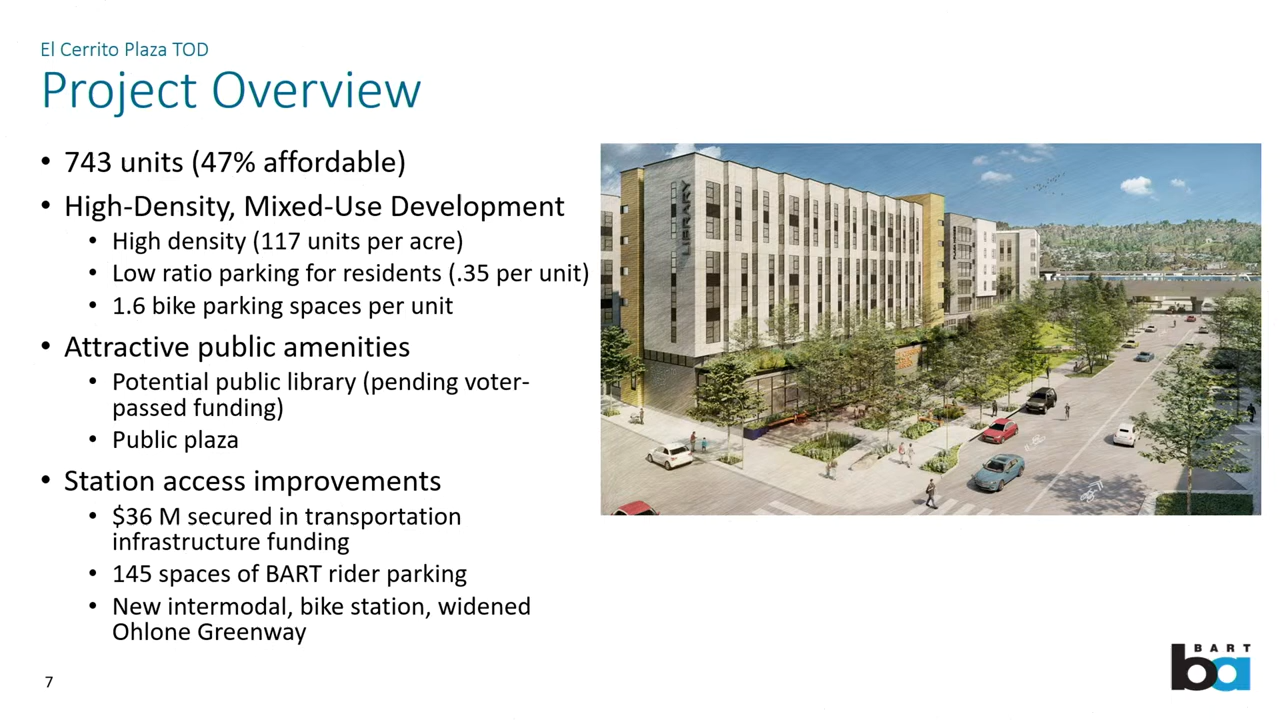 El Cerrito Plaza TOD
Project Overview
• 743 units (47% affordable)
• High-Density, Mixed-Use Development
• High density (117 units per acre)
• Low ratio parking for residents (.35 per unit)
• 1.6 bike parking spaces per unit
• Attractive public amenities
• Potential public library (pending voter-
passed funding)
• Public plaza
• Station access improvements
• $36 M secured in transportation
infrastructure funding
• 145 spaces of BART rider parking
• New intermodal, bike station, widened
Ohlone Greenway
LIBRARY
7
BART
ba